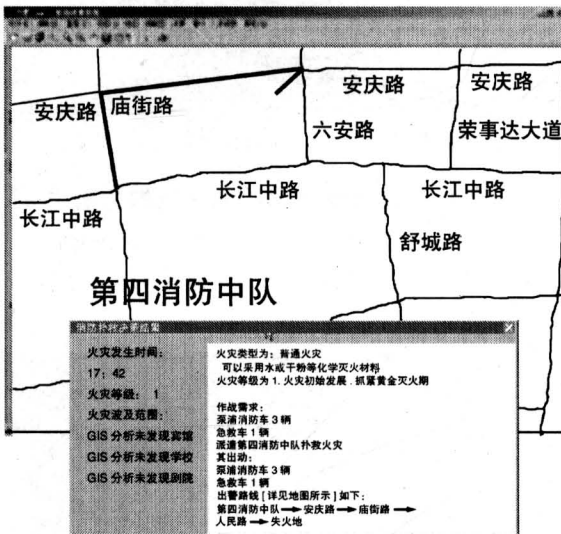 安庆路
安庆路
安庆路
庙街路
六安路
荣事达大道
长江中路
长江中路
长江中路
舒城路
第四消防中队
消防扑救决策结果
火灾发生时间：
17：42
火灾等级： 1
火灾波及范围：
GIS 分析未发现宾馆
GIS 分析未发现学校
GIS 分析未发现剧院
火灾类型为：普通火灾
可以采用水或干粉等化学灭火材料
火灾等级为 1. 火灾初始发展 . 抓紧黄金灭火期
作战需求：
泵浦消防车 3 辆
急救车 1 辆
派遣第四消防中队扑救火灾
其出动：
泵浦消防车 3 辆
急救车 1 辆
出警路线 [ 详见地图所示 ] 如下：
第四消防中队 → 安庆路 → 庙街路 →
人民路 → 失火地